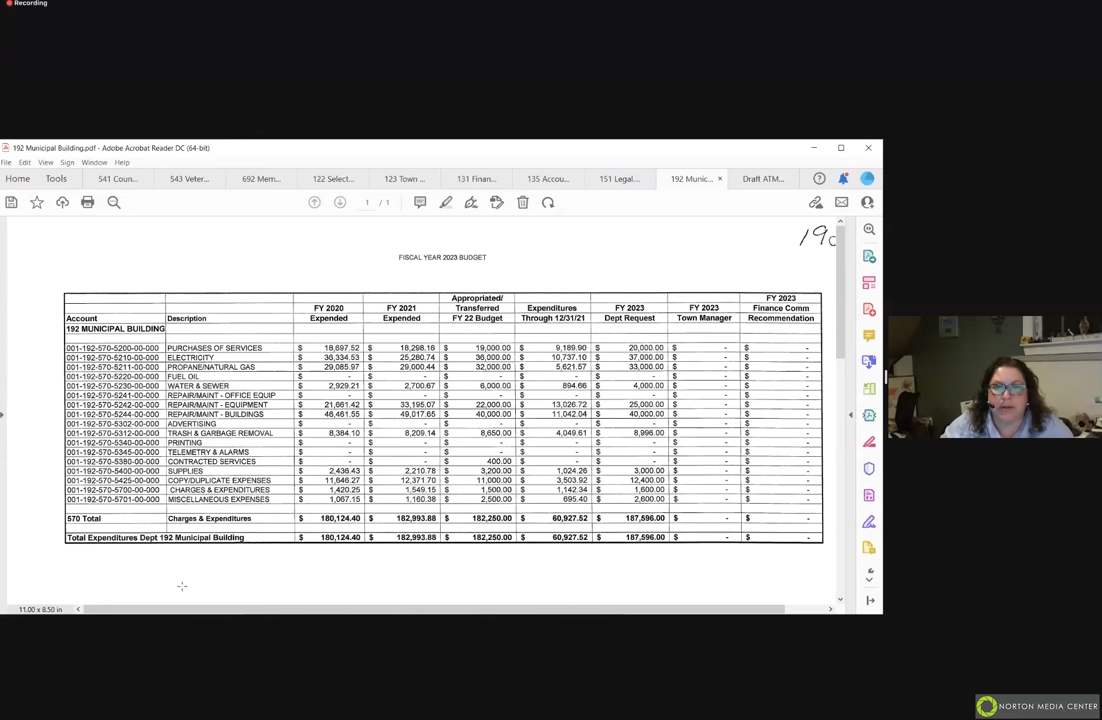 Recording
192 Municipal Building.pdf - Adobe Acrobat Reader DC (64-bit)
File Edit View Sign Window Help
Home Tools 541 Coun... 543 Veter... 692 Mem... 122 Select... 123 Town ... 131 Finan... 135 Accou... 151 Legal.... 192 Munic... × Draft ATM...
1 / 1
190
FISCAL YEAR 2023 BUDGET
Appropriated/ FY 2023
FY 2020 FY 2021 Transferred Expenditures FY 2023 FY 2023 Finance Comm
Account Description Expended Expended FY 22 Budget Through 12/31/21 Dept Request Town Manager Recommendation
192 MUNICIPAL BUILDING
001-192-570-5200-00-000 PURCHASES OF SERVICES $ 18,697.52 $ 18,298.16 $ 19,000.00 $ 9,189.90 $ 20,000.00 $ - $ -
001-192-570-5210-00-000 ELECTRICITY $ 36,334.53 $ 25,280.74 $ 36,000.00 $ 10,737.10 $ 37,000.00 $ - $ -
001-192-570-5211-00-000 PROPANE/NATURAL GAS $ 29,085.97 $ 29,000.44 $ 32,000.00 $ 5,621.57 $ 33,000.00 $ - $ -
001-192-570-5220-00-000 FUEL OIL $ - $ - $ - $ - $ - $ - $ -
001-192-570-5230-00-000 WATER & SEWER $ 2,929.21 $ 2,700.67 $ 6,000.00 $ 894.66 $ 4,000.00 $ - $ -
001-192-570-5241-00-000 REPAIR/MAINT - OFFICE EQUIP $ - $ - $ - $ - $ - $ - $ -
001-192-570-5242-00-000 REPAIR/MAINT - EQUIPMENT $ 21,661.42 $ 33,195.07 $ 22,000.00 $ 13,026.72 $ 25,000.00 $ - $ -
001-192-570-5244-00-000 REPAIR/MAINT - BUILDINGS $ 46,461.55 $ 49,017.65 $ 40,000.00 $ 11,042.04 $ 40,000.00 $ - $ -
001-192-570-5302-00-000 ADVERTISING $ - $ - $ - $ - $ - $ - $ -
001-192-570-5312-00-000 TRASH & GARBAGE REMOVAL $ 8,384.10 $ 8,209.14 $ 8,650.00 $ 4,049.61 $ 8,996.00 $ - $ -
001-192-570-5340-00-000 PRINTING $ - $ - $ - $ - $ - $ - $ -
001-192-570-5345-00-000 TELEMETRY & ALARMS $ - $ - $ - $ - $ - $ - $ -
001-192-570-5380-00-000 CONTRACTED SERVICES $ - $ - $ 400.00 $ - $ - $ - $ -
001-192-570-5400-00-000 SUPPLIES $ 2,436.43 $ 2,210.78 $ 3,200.00 $ 1,024.26 $ 3,000.00 $ - $ -
001-192-570-5425-00-000 COPY/DUPLICATE EXPENSES $ 11,646.27 $ 12,371.70 $ 11,000.00 $ 3,503.92 $ 12,400.00 $ - $ -
001-192-570-5700-00-000 CHARGES & EXPENDITURES $ 1,420.25 $ 1,549.15 $ 1,500.00 $ 1,142.34 $ 1,600.00 $ - $ -
001-192-570-5701-00-000 MISCELLANEOUS EXPENSES $ 1,067.15 $ 1,160.38 $ 2,500.00 $ 695.40 $ 2,600.00 $ - $ -
570 Total Charges & Expenditures $ 180,124.40 $ 182,993.88 $ 182,250.00 $ 60,927.52 $ 187,596.00 $ - $ -
Total Expenditures Dept 192 Municipal Building $ 180,124.40 $ 182,993.88 $ 182,250.00 $ 60,927.52 $ 187,596.00 $ - $ -
11.00 x 8.50 in
NORTON MEDIA CENTER